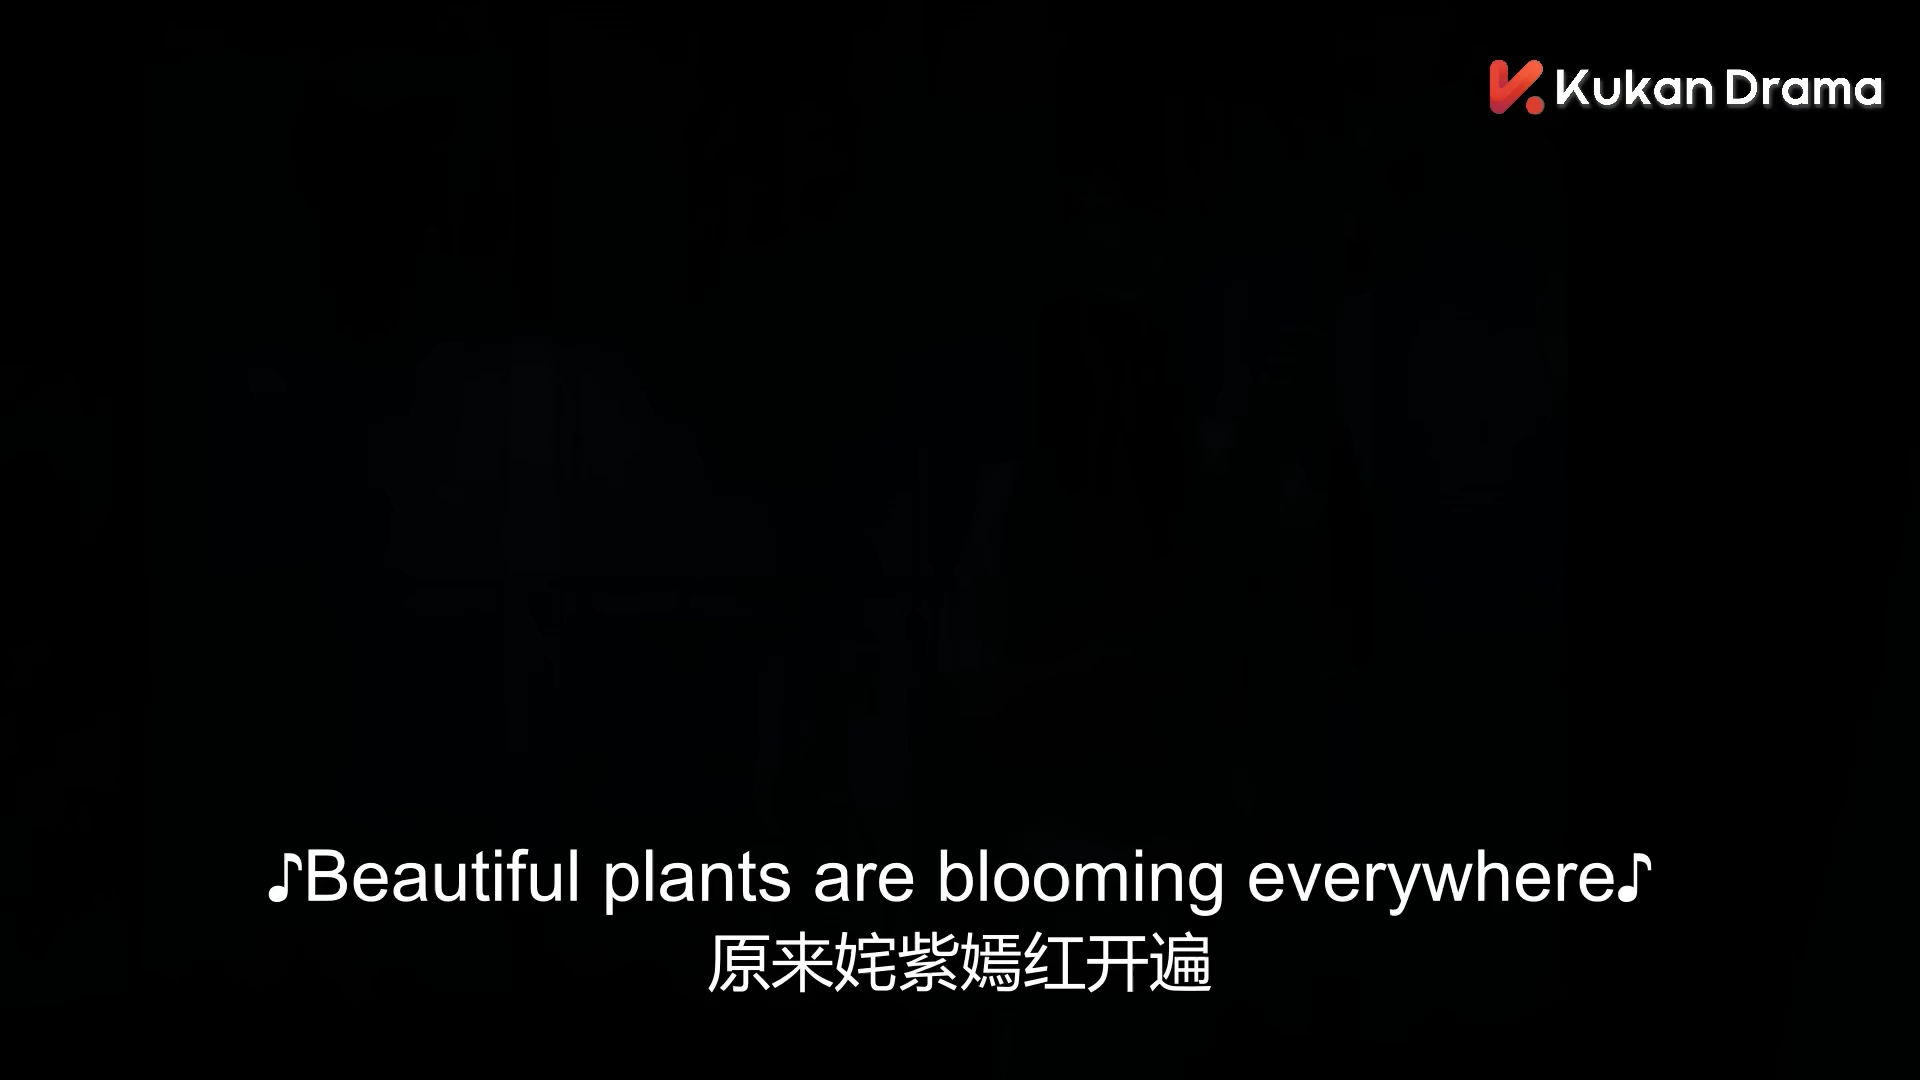 Kukan Drama
♪Beautiful plants are blooming everywhere♪
原来姹紫嫣红开遍